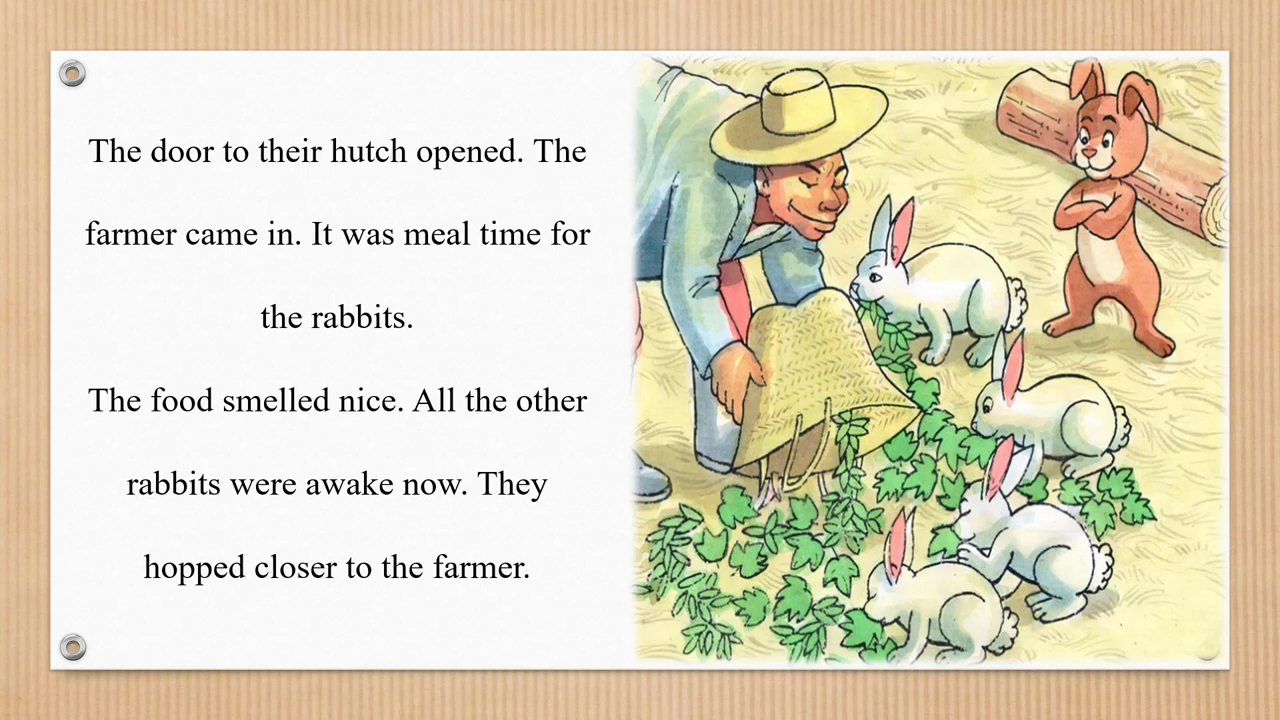 The door to their hutch opened. The
farmer came in. It was meal time for
the rabbits.
The food smelled nice. All the other
rabbits were awake now. They
hopped closer to the farmer.